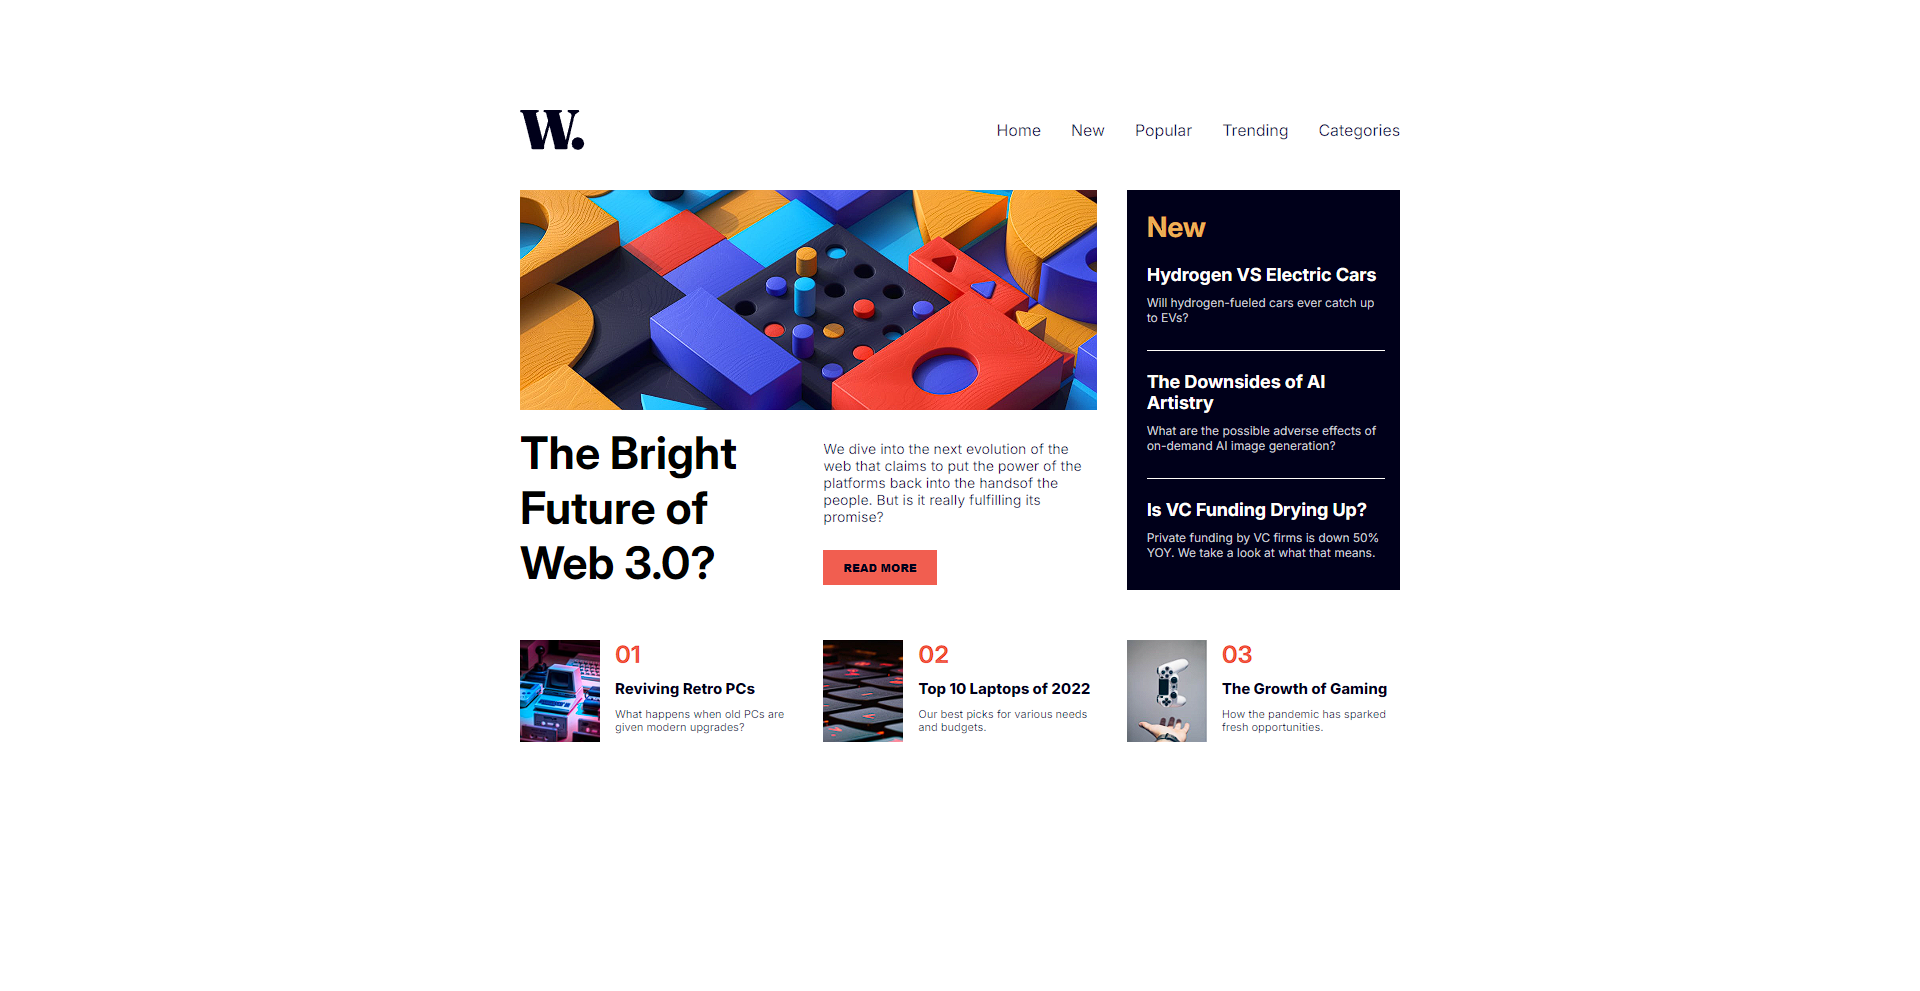 W.
Home New Popular Trending Categories
The Bright
Future of
Web 3.0?
We dive into the next evolution of the
web that claims to put the power of the
platforms back into the handsof the
people. But is it really fulfilling its
promise?
READ MORE
New
Hydrogen VS Electric Cars
Will hydrogen-fueled cars ever catch up
to EVs?
The Downsides of AI
Artistry
What are the possible adverse effects of
on-demand AI image generation?
Is VC Funding Drying Up?
Private funding by VC firms is down 50%
YOY. We take a look at what that means.
01
Reviving Retro PCs
What happens when old PCs are
given modern upgrades?
02
Top 10 Laptops of 2022
Our best picks for various needs
and budgets.
03
The Growth of Gaming
How the pandemic has sparked
fresh opportunities.